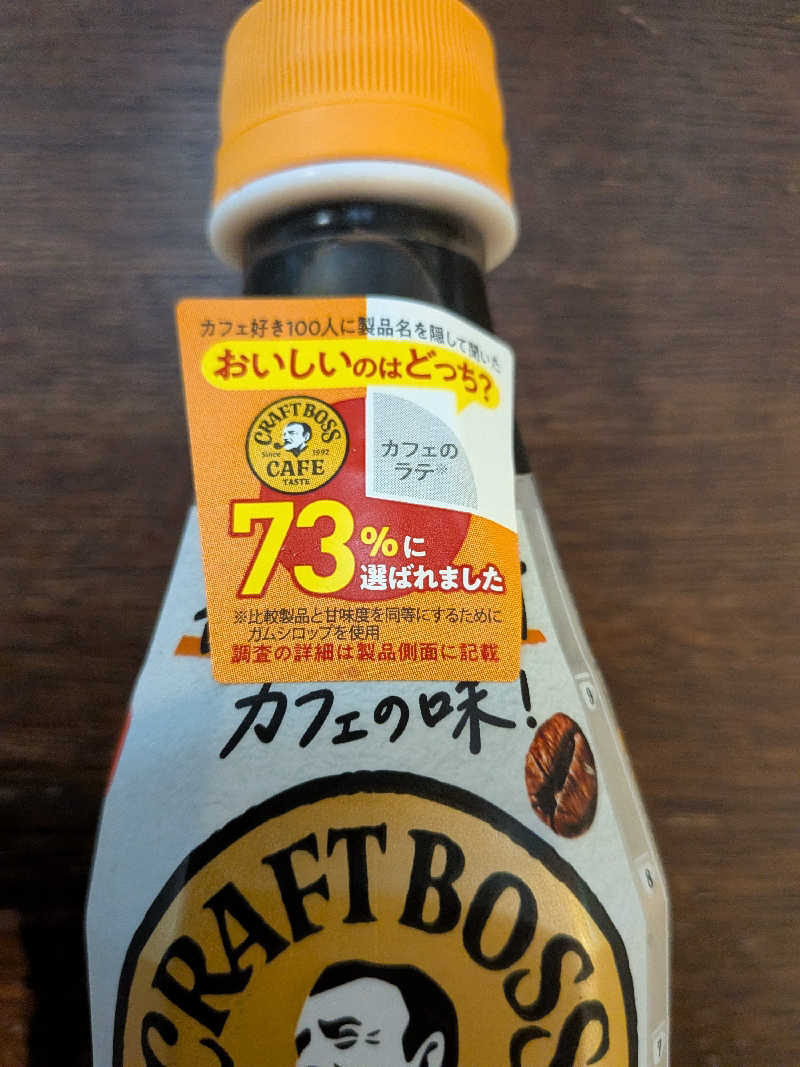 カフェ好き100人に製品名を隠して聞いた
おいしいのはどっち?
CRAFT BOSS
Since 1992
CAFE
TASTE
カフェの
ラテ※
73%に
選ばれました
※比較製品と甘味度を同等にするために
ガムシロップを使用
調査の詳細は製品側面に記載
カフェの味!
CRAFT BOSS
9
8
7